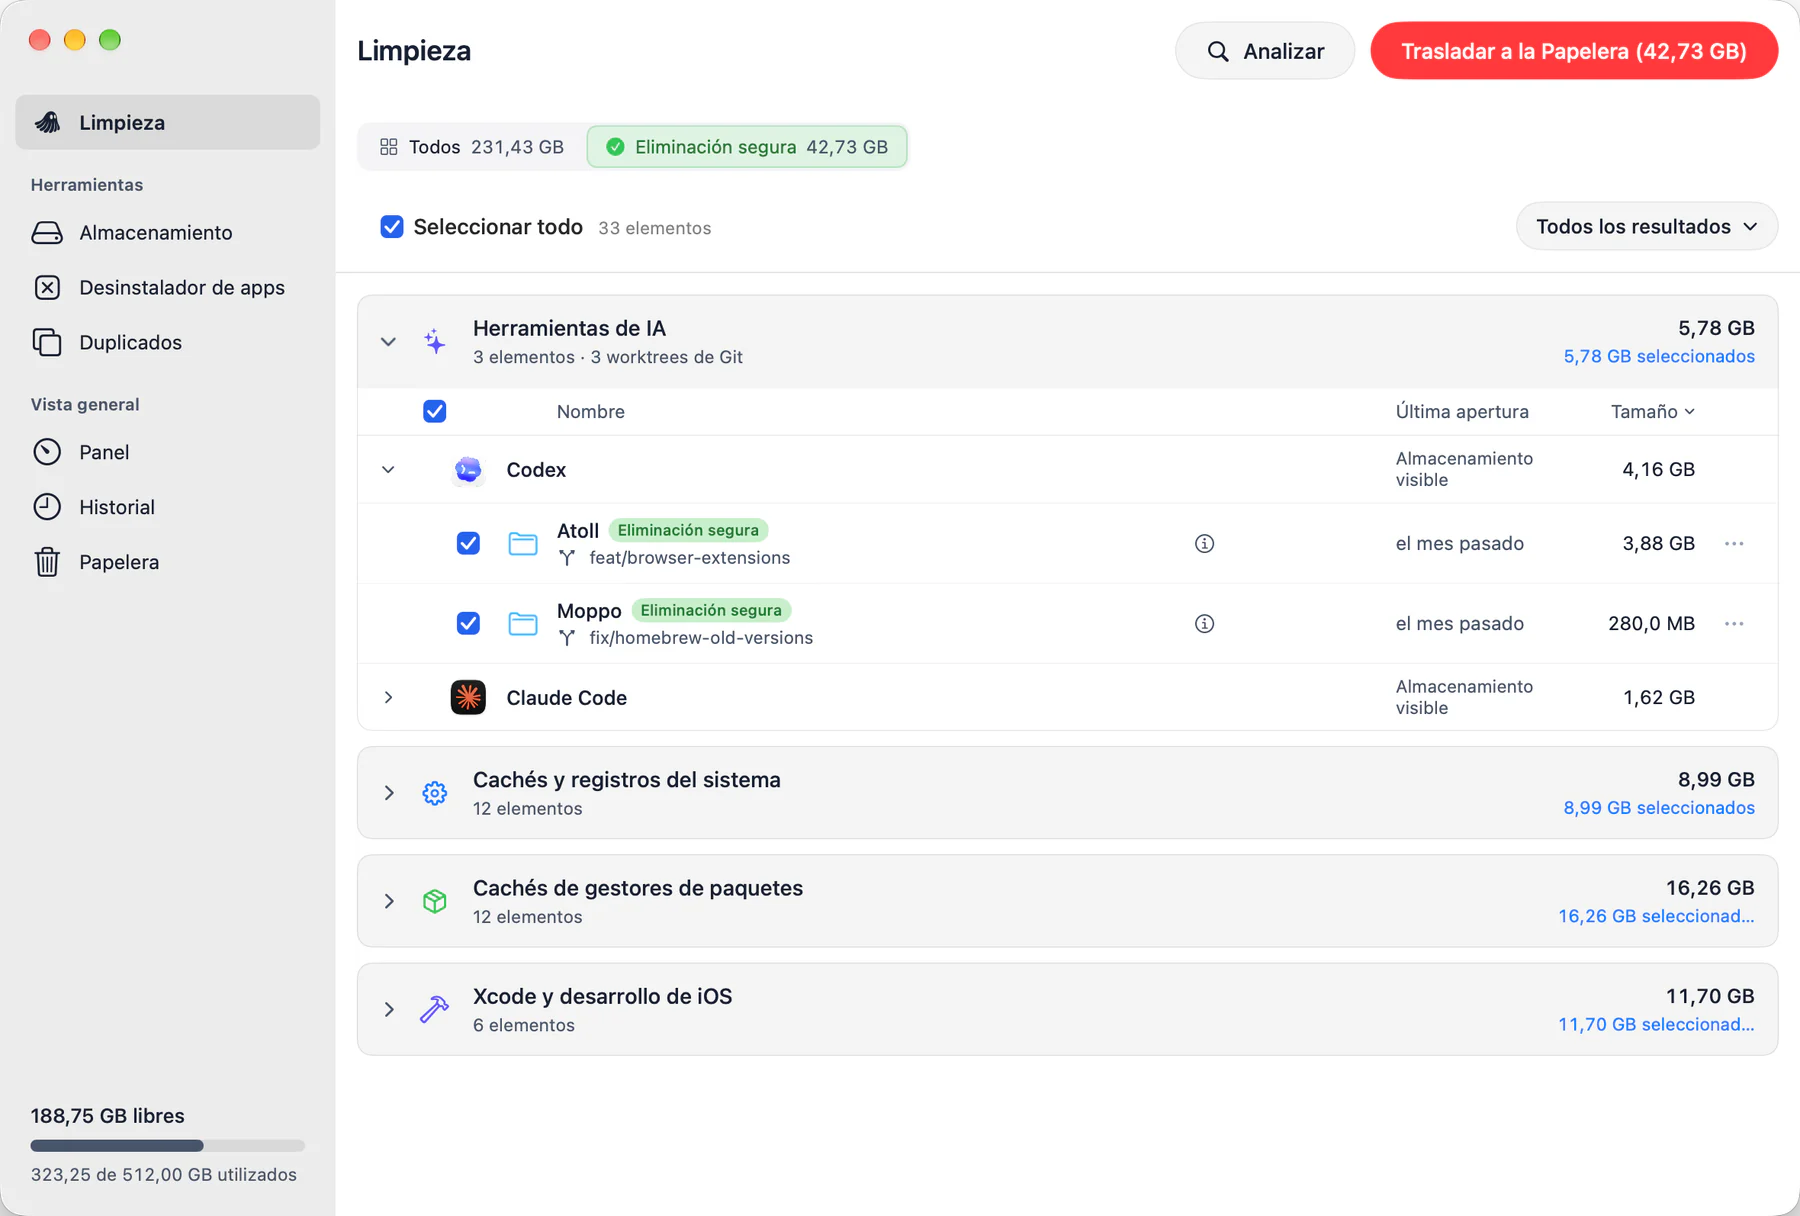 Limpieza
Herramientas
Almacenamiento
Desinstalador de apps
Duplicados
Vista general
Panel
Historial
Papelera
188,75 GB libres
323,25 de 512,00 GB utilizados
Limpieza
Analizar
Trasladar a la Papelera (42,73 GB)
Todos 231,43 GB
Eliminación segura 42,73 GB
Seleccionar todo 33 elementos
Todos los resultados
Herramientas de IA
3 elementos · 3 worktrees de Git
5,78 GB
5,78 GB seleccionados
Nombre
Última apertura
Tamaño
Codex
Almacenamiento
visible
4,16 GB
Atoll Eliminación segura
feat/browser-extensions
el mes pasado
3,88 GB
Moppo Eliminación segura
fix/homebrew-old-versions
el mes pasado
280,0 MB
Claude Code
Almacenamiento
visible
1,62 GB
Cachés y registros del sistema
12 elementos
8,99 GB
8,99 GB seleccionados
Cachés de gestores de paquetes
12 elementos
16,26 GB
16,26 GB seleccionad...
Xcode y desarrollo de iOS
6 elementos
11,70 GB
11,70 GB seleccionad...